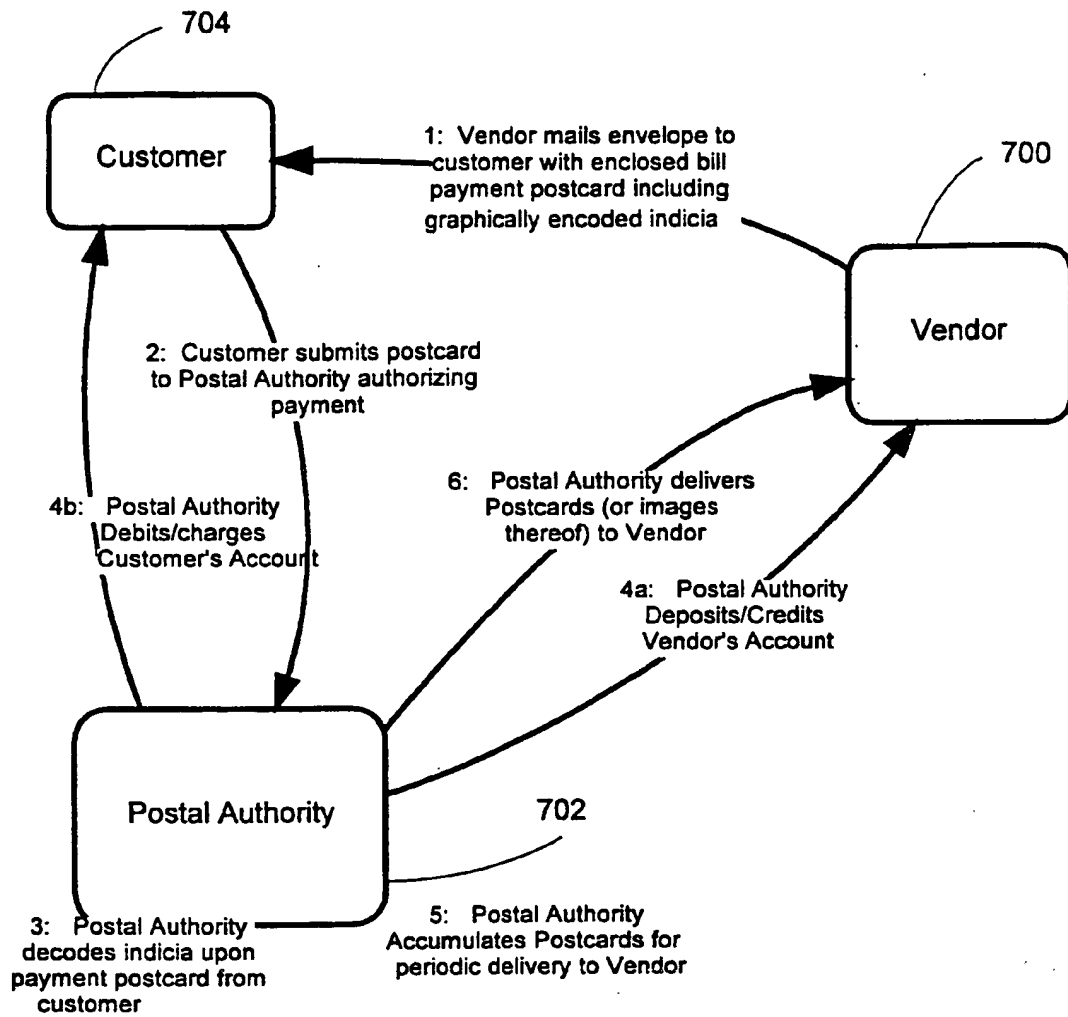 704
Customer
1: Vendor mails envelope to
customer with enclosed bill
payment postcard including
graphically encoded indicia
700
Vendor
2: Customer submits postcard
to Postal Authority authorizing
payment
4b: Postal Authority
Debits/charges
Customer's Account
6: Postal Authority delivers
Postcards (or images
thereof) to Vendor
4a: Postal Authority
Deposits/Credits
Vendor's Account
Postal Authority
702
3: Postal Authority
decodes indicia upon
payment postcard from
customer
5: Postal Authority
Accumulates Postcards for
periodic delivery to Vendor